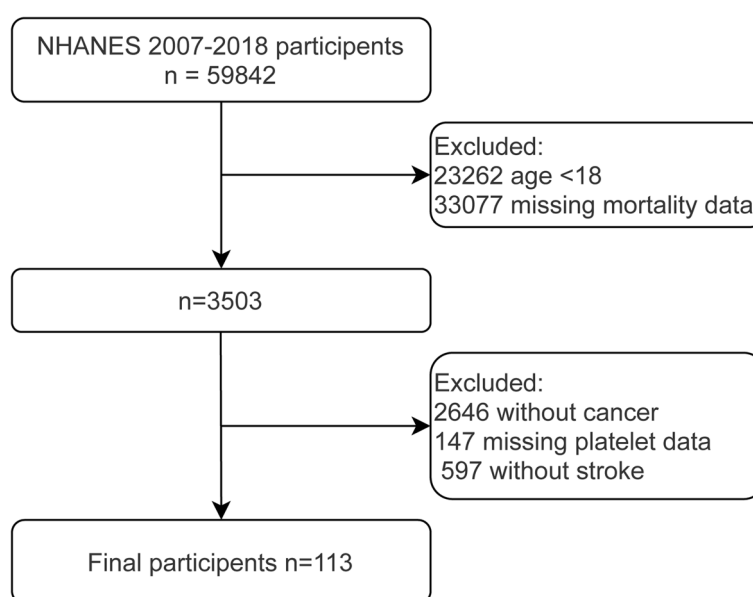 NHANES 2007-2018 participants
n = 59842
Excluded:
23262 age <18
33077 missing mortality data
n=3503
Excluded:
2646 without cancer
147 missing platelet data
597 without stroke
Final participants n=113